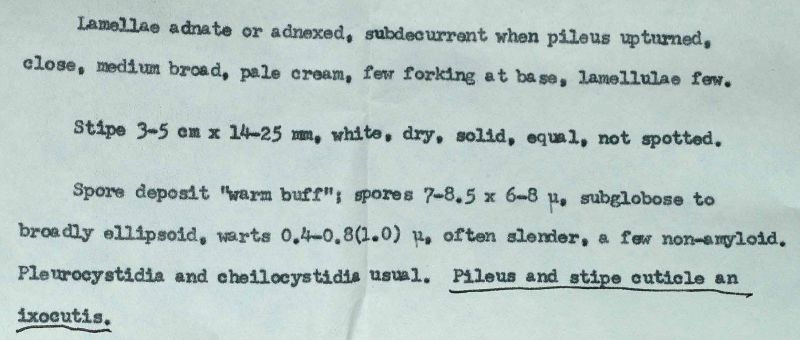 Lamellae adnate or adnexed, subdecurrent when pileus upturned,
close, medium broad, pale cream, few forking at base, lamellulae few.
Stipe 3-5 cm x 14-25 mm, white, dry, solid, equal, not spotted.
Spore deposit "warm buff"; spores 7-8.5 x 6-8 µ, subglobose to
broadly ellipsoid, warts 0.4-0.8(1.0) µ, often slender, a few non-amyloid.
Pleurocystidia and cheilocystidia usual. Pileus and stipe cuticle an
ixocutis.